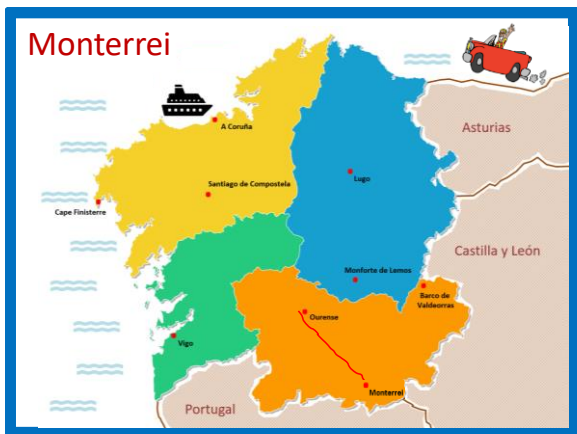 Monterrei
Asturias
A Coruña
Lugo
Santiago de Compostela
Cape Finisterre
Castilla y León
Monforte de Lemos
Barco de
Valdeorras
Ourense
Vigo
Monterrei
Portugal